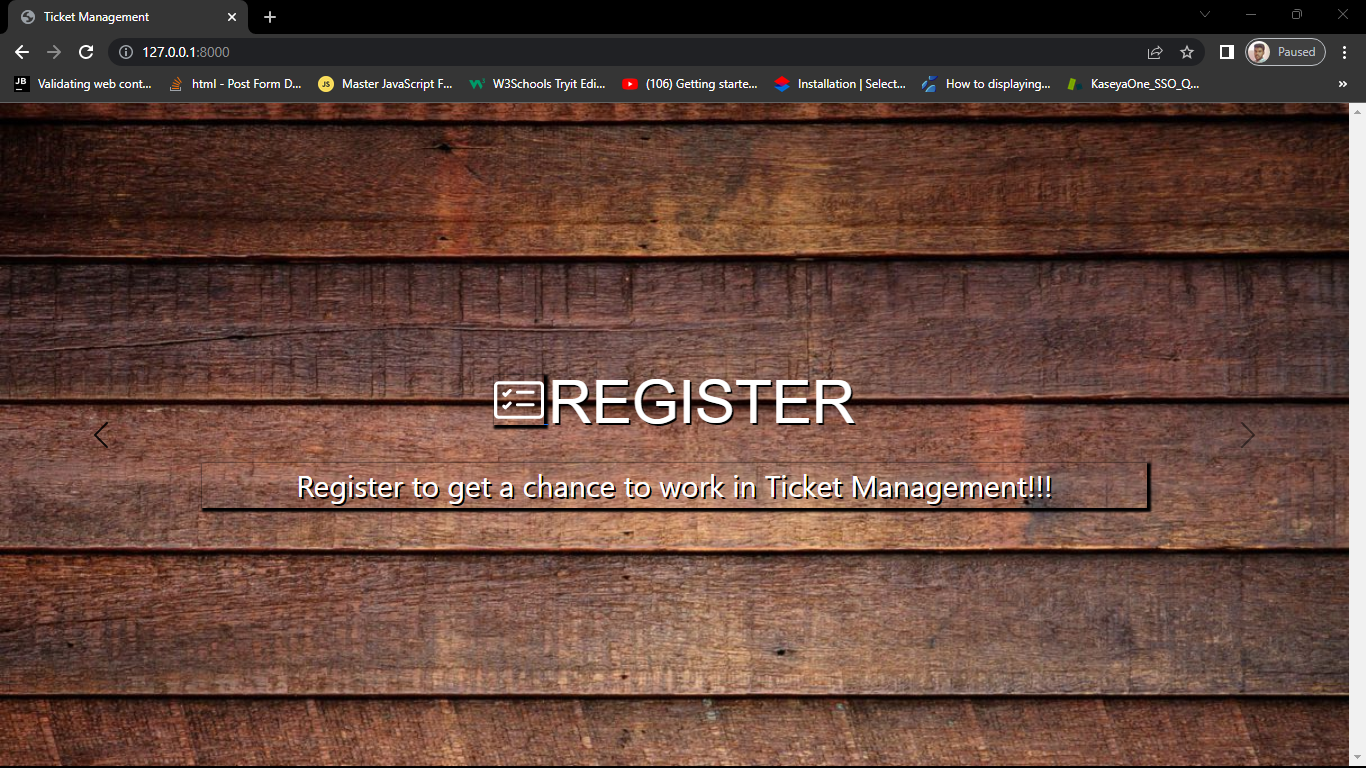 Ticket Management
127.0.0.1:8000
Paused
JB Validating web cont...
html - Post Form D...
JS Master JavaScript F...
W3Schools Tryit Edi...
(106) Getting starte...
Installation | Select...
How to displaying...
KaseyaOne_SSO_Q...
REGISTER
Register to get a chance to work in Ticket Management!!!